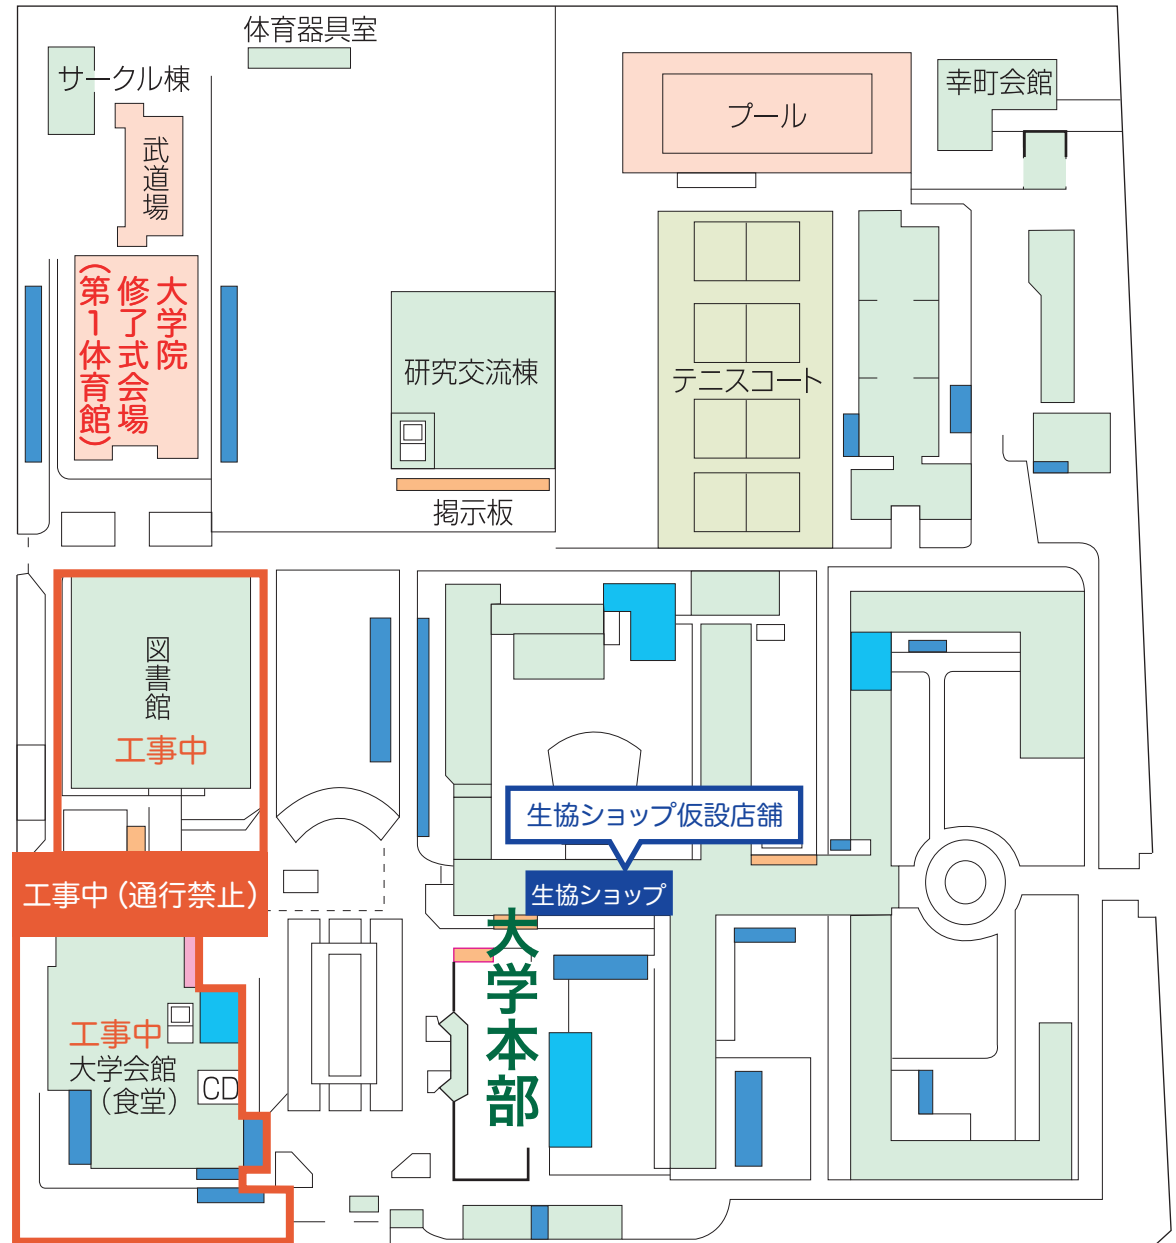 体育器具室
サークル棟
武道場
プール
幸町会館
大学院
修了式会場
(第1体育館)
研究交流棟
テニスコート
掲示板
図書館
工事中
生協ショップ仮設店舗
生協ショップ
工事中(通行禁止)
大学本部
工事中
大学会館
(食堂)
CD